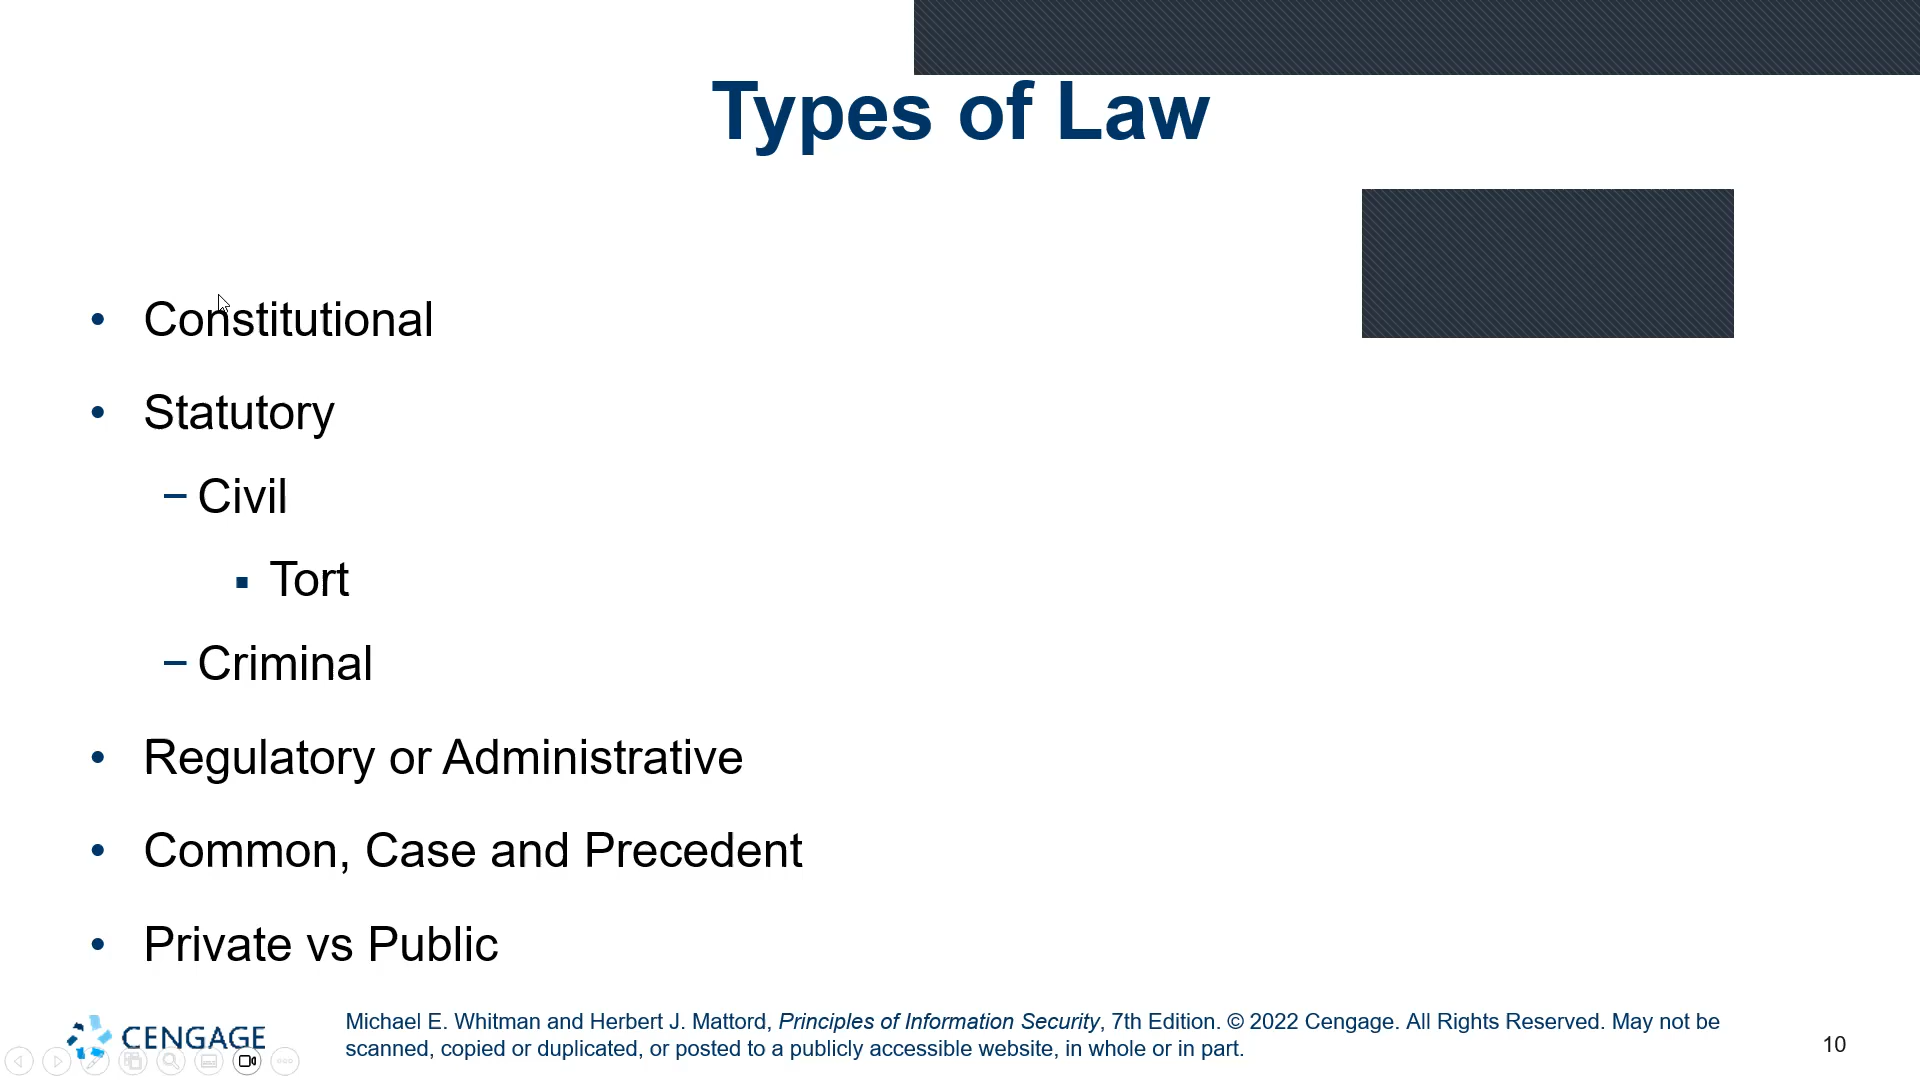 Types of Law
• Constitutional
• Statutory
– Civil
▪ Tort
– Criminal
• Regulatory or Administrative
• Common, Case and Precedent
• Private vs Public
CENGAGE
Michael E. Whitman and Herbert J. Mattord, Principles of Information Security, 7th Edition. © 2022 Cengage. All Rights Reserved. May not be
scanned, copied or duplicated, or posted to a publicly accessible website, in whole or in part.
10